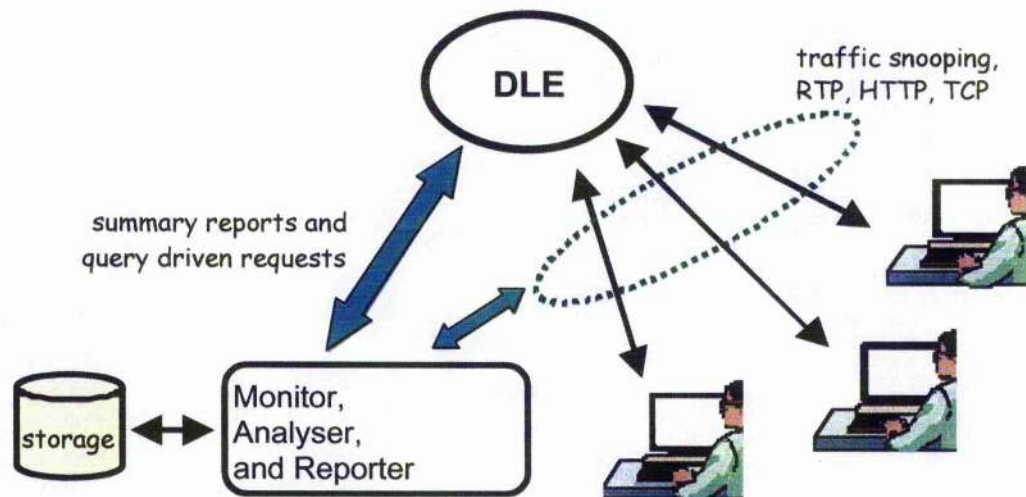 DLE
traffic snooping,
RTP, HTTP, TCP
summary reports and
query driven requests
storage
Monitor,
Analyser,
and Reporter